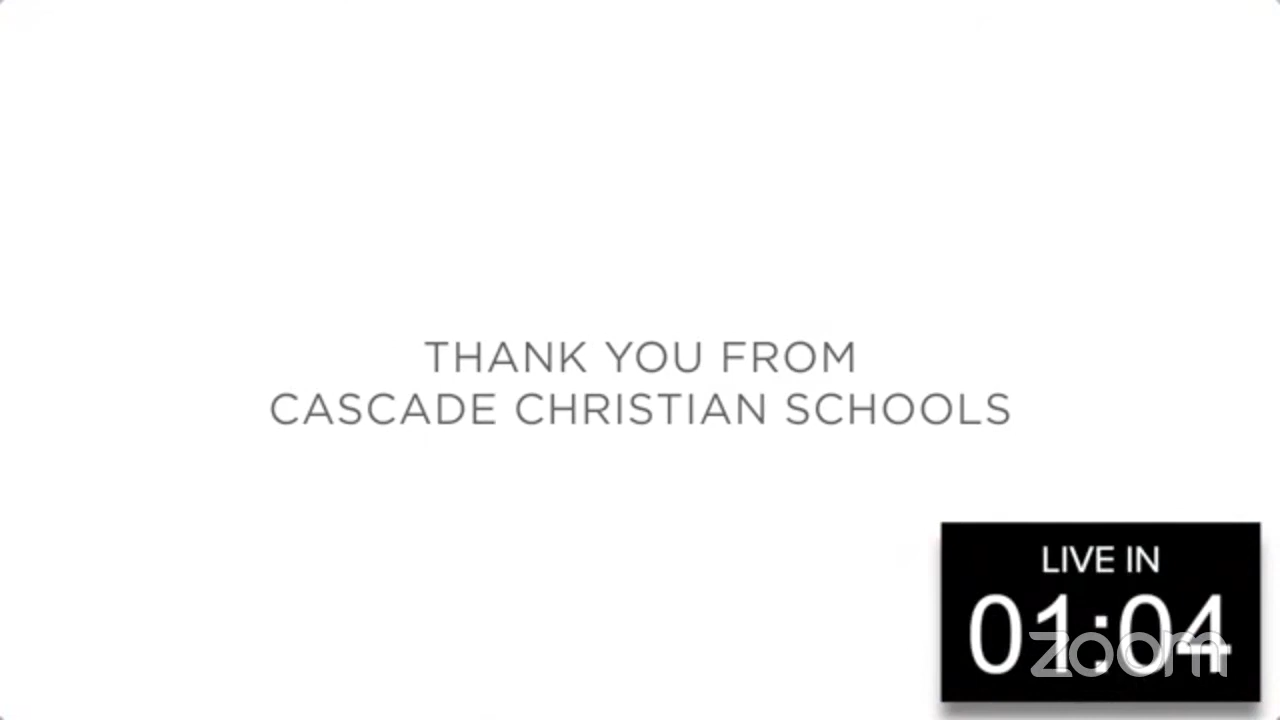 THANK YOU FROM
CASCADE CHRISTIAN SCHOOLS
LIVE IN
01:04
zoom